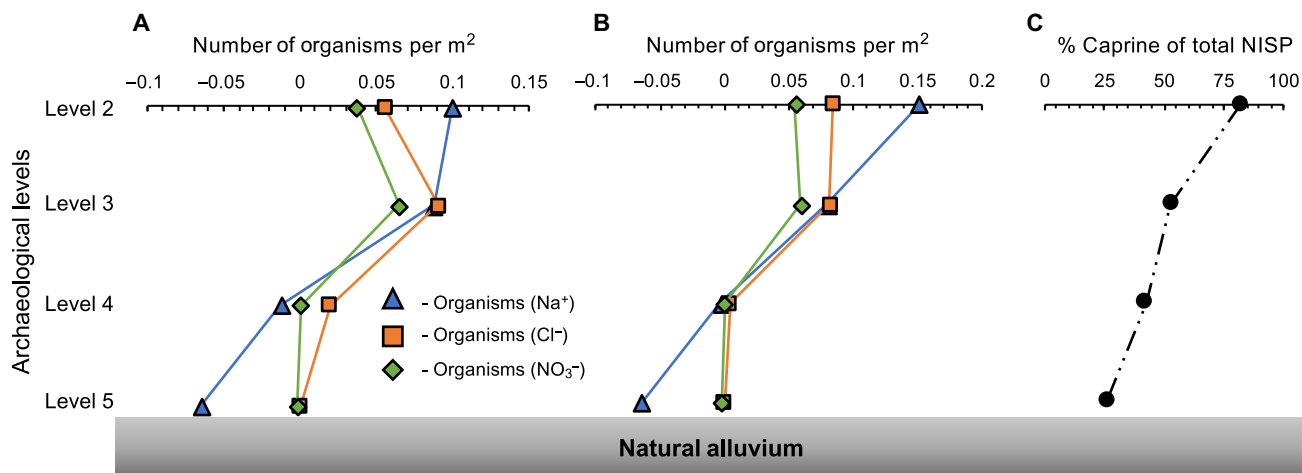 A
B
C
Number of organisms per m²
Number of organisms per m²
% Caprine of total NISP
–0.1 –0.05 0 0.05 0.1 0.15
–0.1 –0.05 0 0.05 0.1 0.15 0.2
0 25 50 75 100
Archaeological levels
Level 2
Level 3
Level 4
Level 5
- Organisms (Na⁺)
- Organisms (Cl⁻)
- Organisms (NO₃⁻)
Natural alluvium